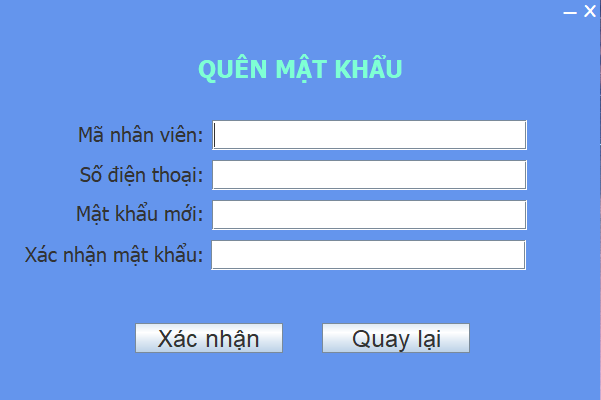 QUÊN MẬT KHẨU
Mã nhân viên:
Số điện thoại:
Mật khẩu mới:
Xác nhận mật khẩu:
Xác nhận
Quay lại